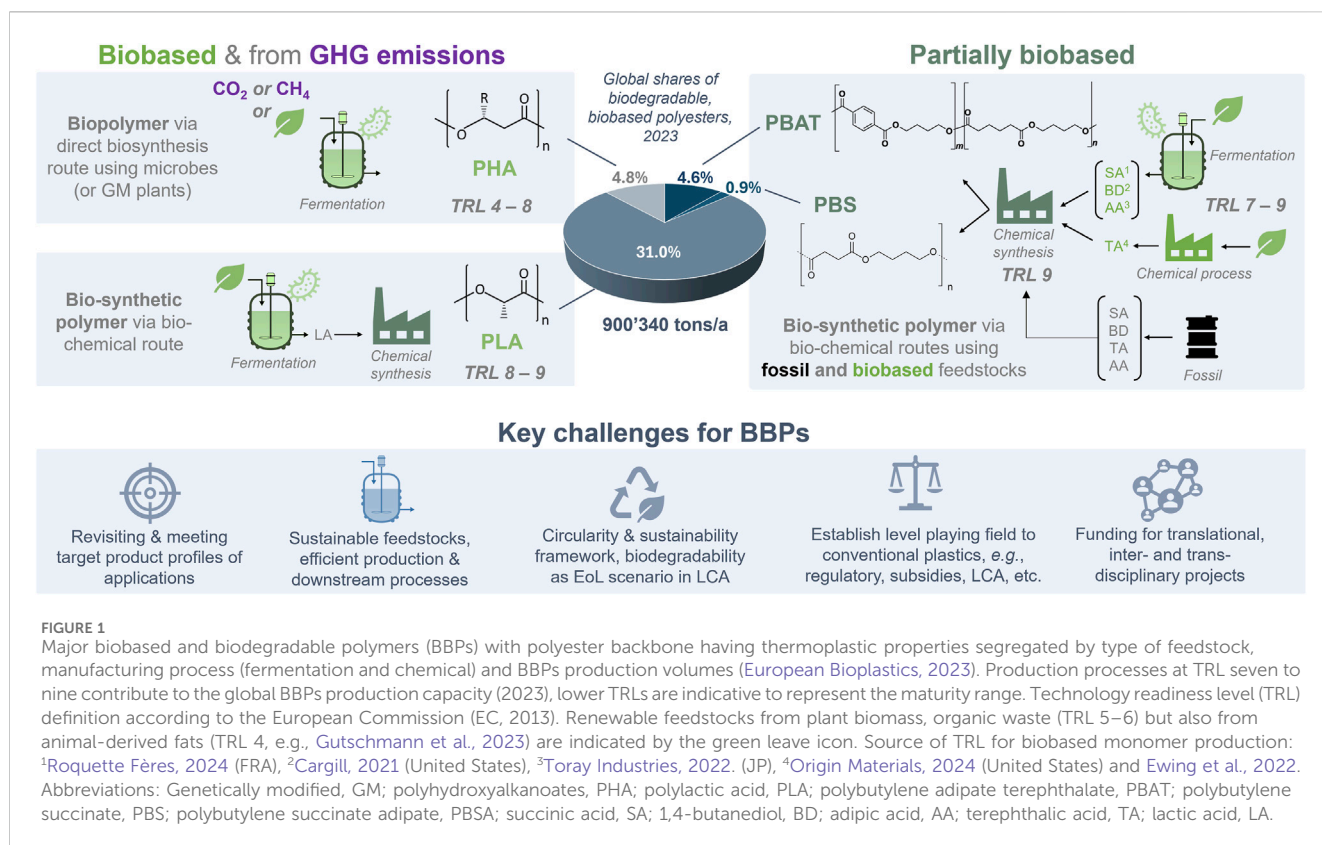 Biobased & from GHG emissions
CO₂ or CH₄
or
Biopolymer via
direct biosynthesis
route using microbes
(or GM plants)
Fermentation
R
O
O
n
PHA
TRL 4 – 8
Bio-synthetic
polymer via bio-
chemical route
Fermentation
LA
Chemical
synthesis
O
O
n
PLA
TRL 8 – 9
Global shares of
biodegradable,
biobased polyesters,
2023
4.8%
4.6%
0.9%
31.0%
900'340 tons/a
Partially biobased
PBAT
O
O
O
O
m
O
O
O
O
n
PBS
O
O
O
O
n
Chemical
synthesis
TRL 9
SA¹
BD²
AA³
Fermentation
TRL 7 – 9
TA⁴
Chemical process
SA
BD
TA
AA
Fossil
Bio-synthetic polymer via
bio-chemical routes using
fossil and biobased feedstocks
Key challenges for BBPs
Revisiting & meeting
target product profiles of
applications
Sustainable feedstocks,
efficient production &
downstream processes
Circularity & sustainability
framework, biodegradability
as EoL scenario in LCA
Establish level playing field to
conventional plastics, e.g.,
regulatory, subsidies, LCA, etc.
Funding for translational,
inter- and trans-
disciplinary projects
FIGURE 1
Major biobased and biodegradable polymers (BBPs) with polyester backbone having thermoplastic properties segregated by type of feedstock,
manufacturing process (fermentation and chemical) and BBPs production volumes (European Bioplastics, 2023). Production processes at TRL seven to
nine contribute to the global BBPs production capacity (2023), lower TRLs are indicative to represent the maturity range. Technology readiness level (TRL)
definition according to the European Commission (EC, 2013). Renewable feedstocks from plant biomass, organic waste (TRL 5–6) but also from
animal-derived fats (TRL 4, e.g., Gutschmann et al., 2023) are indicated by the green leave icon. Source of TRL for biobased monomer production:
¹Roquette Fères, 2024 (FRA), ²Cargill, 2021 (United States), ³Toray Industries, 2022. (JP), ⁴Origin Materials, 2024 (United States) and Ewing et al., 2022.
Abbreviations: Genetically modified, GM; polyhydroxyalkanoates, PHA; polylactic acid, PLA; polybutylene adipate terephthalate, PBAT; polybutylene
succinate, PBS; polybutylene succinate adipate, PBSA; succinic acid, SA; 1,4-butanediol, BD; adipic acid, AA; terephthalic acid, TA; lactic acid, LA.